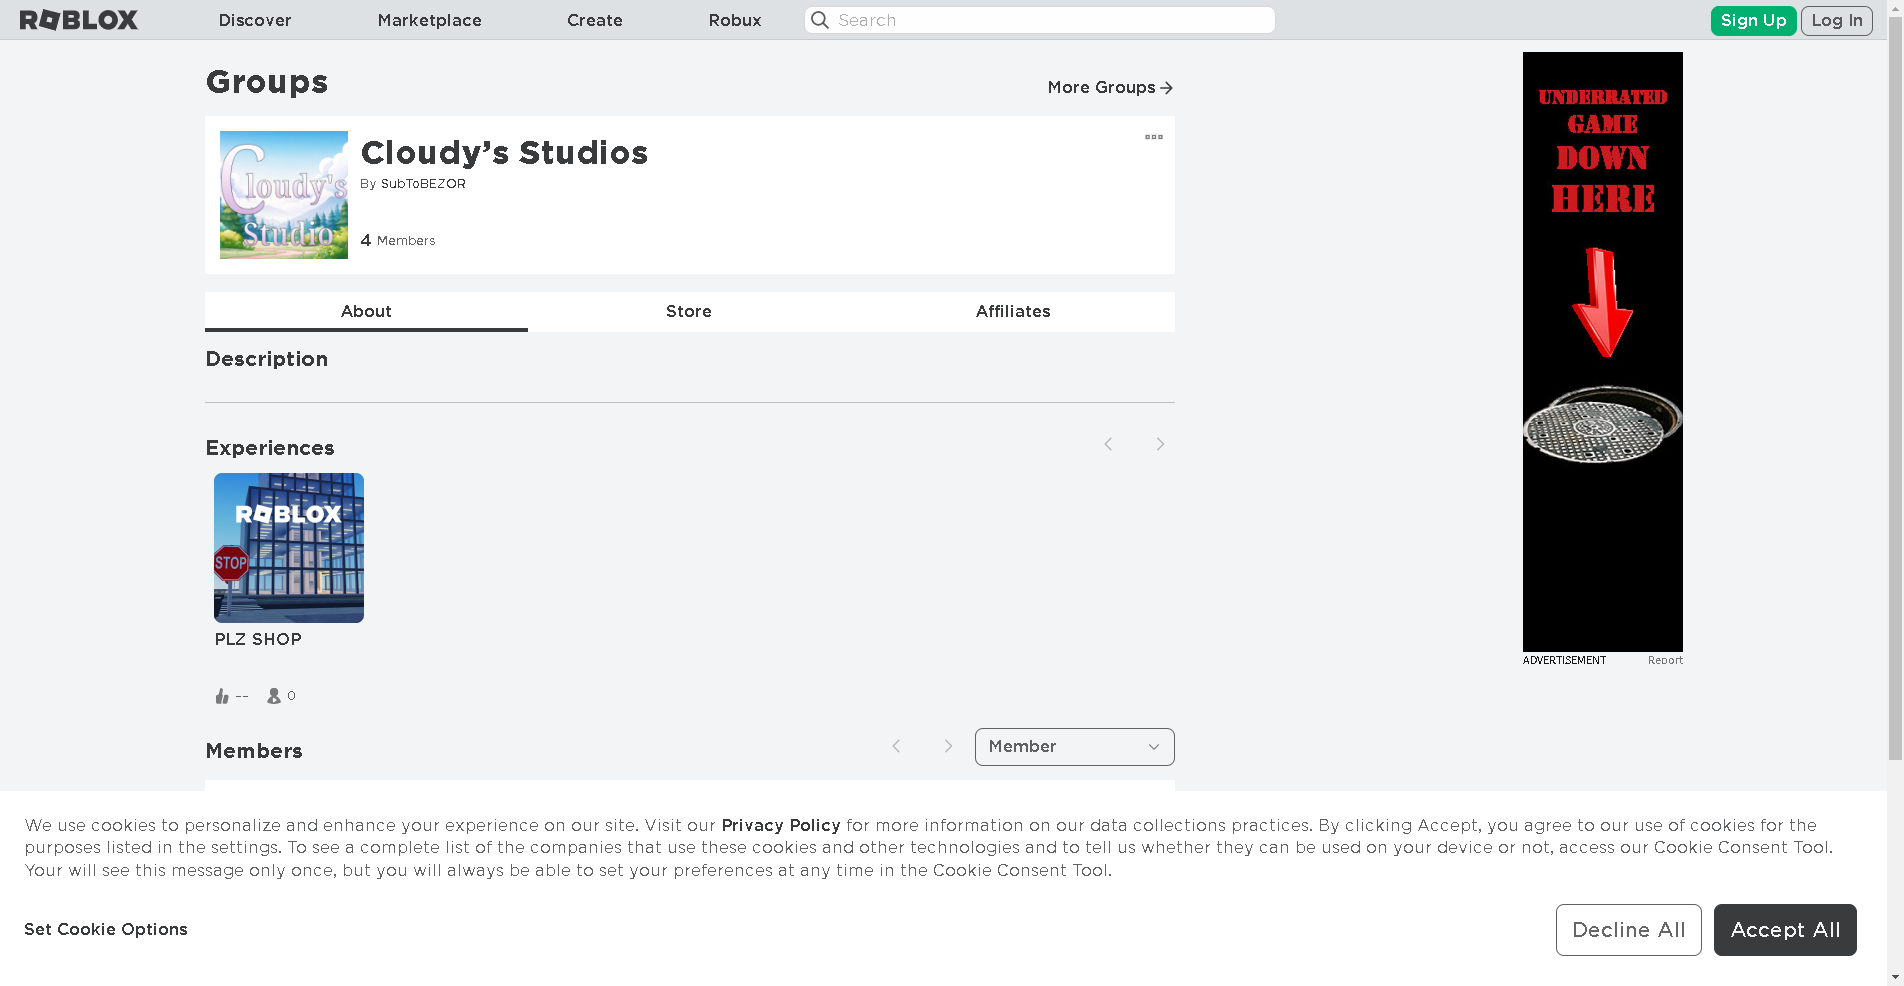 ROBLOX
Discover
Marketplace
Create
Robux
Search
Sign Up
Log In
Groups
More Groups
Cloudy's Studio
Cloudy’s Studios
By SubToBEZOR
4 Members
About
Store
Affiliates
Description
Experiences
ROBLOX
STOP
PLZ SHOP
--
0
Members
Member
UNDERRATED
GAME
DOWN
HERE
ADVERTISEMENT
Report
We use cookies to personalize and enhance your experience on our site. Visit our Privacy Policy for more information on our data collections practices. By clicking Accept, you agree to our use of cookies for the
purposes listed in the settings. To see a complete list of the companies that use these cookies and other technologies and to tell us whether they can be used on your device or not, access our Cookie Consent Tool.
Your will see this message only once, but you will always be able to set your preferences at any time in the Cookie Consent Tool.
Set Cookie Options
Decline All
Accept All